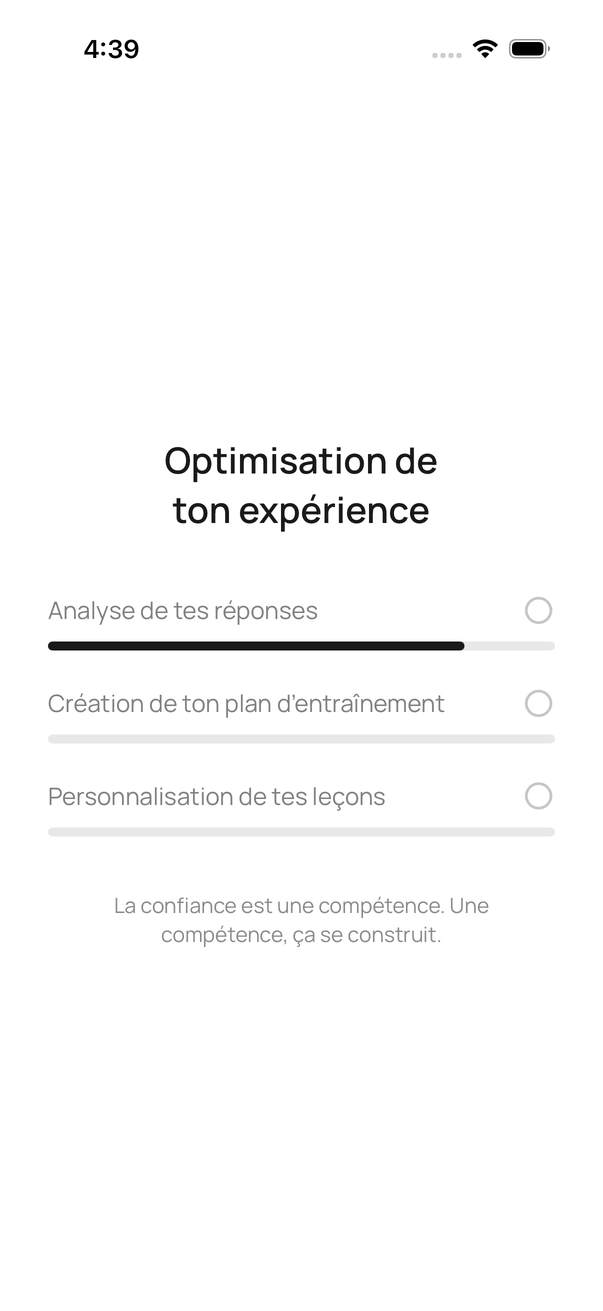 4:39
Optimisation de
ton expérience
Analyse de tes réponses
Création de ton plan d’entraînement
Personnalisation de tes leçons
La confiance est une compétence. Une
compétence, ça se construit.